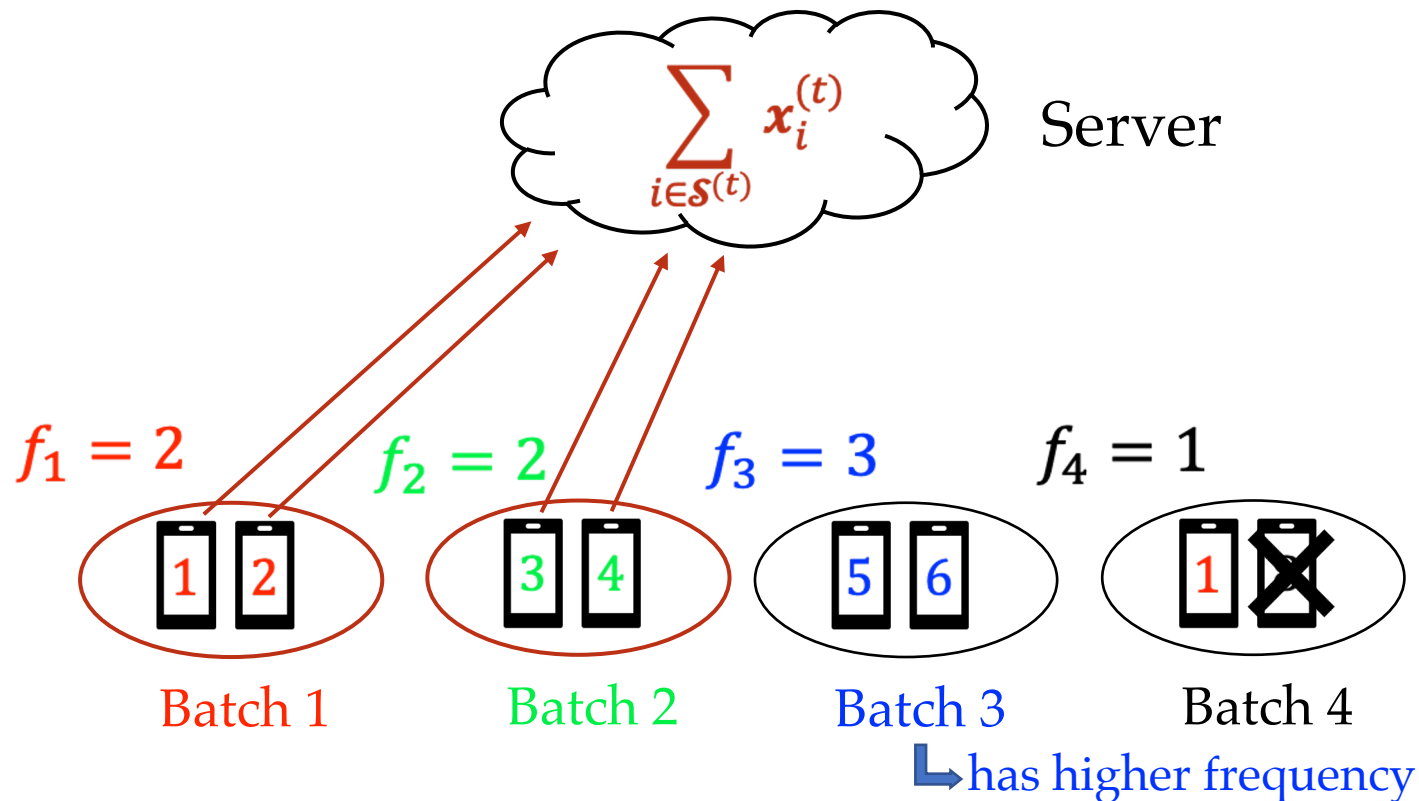 ∑ x_i^{(t)}
i∈S^{(t)}
Server
f₁ = 2
f₂ = 2
f₃ = 3
f₄ = 1
1 2
3 4
5 6
1
Batch 1
Batch 2
Batch 3
Batch 4
has higher frequency